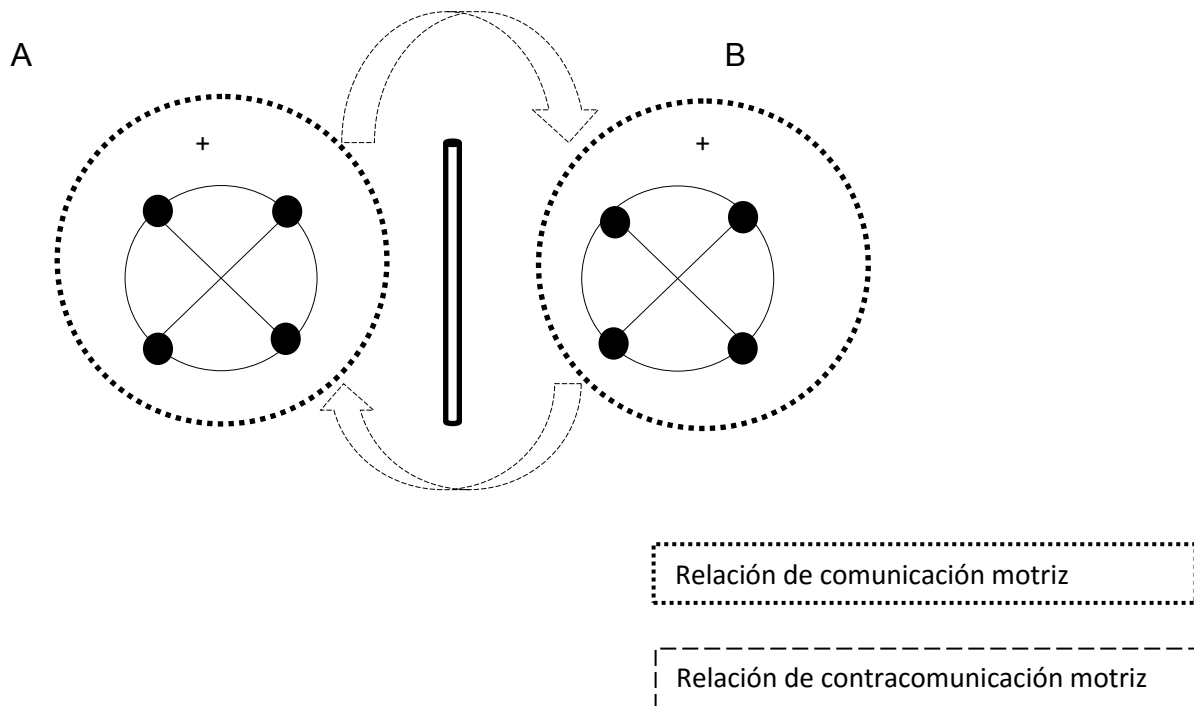 A
B
+
+
Relación de comunicación motriz
Relación de contracomunicación motriz